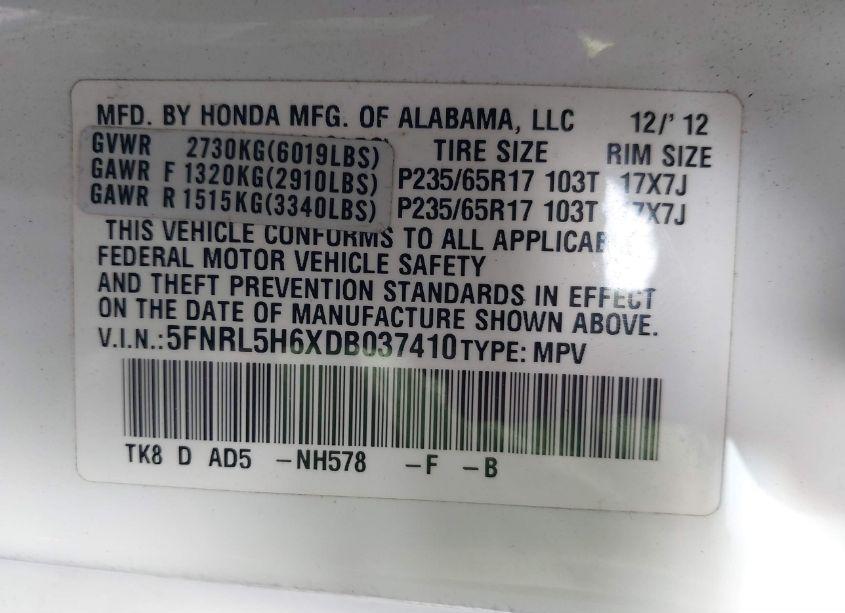 MFD. BY HONDA MFG. OF ALABAMA, LLC 12/' 12
GVWR 2730KG(6019LBS) TIRE SIZE RIM SIZE
GAWR F 1320KG(2910LBS) P235/65R17 103T 17X7J
GAWR R 1515KG(3340LBS) P235/65R17 103T 17X7J
THIS VEHICLE CONFORMS TO ALL
FEDERAL MOTOR VEHICLE SAFETY
AND THEFT PREVENTION STANDARDS IN EFFECT
ON THE DATE OF MANUFACTURE SHOWN ABOVE.
V.I.N.:5FNRL5H6XDB037410 TYPE: MPV
TK8 D AD5 -NH578 -F -B